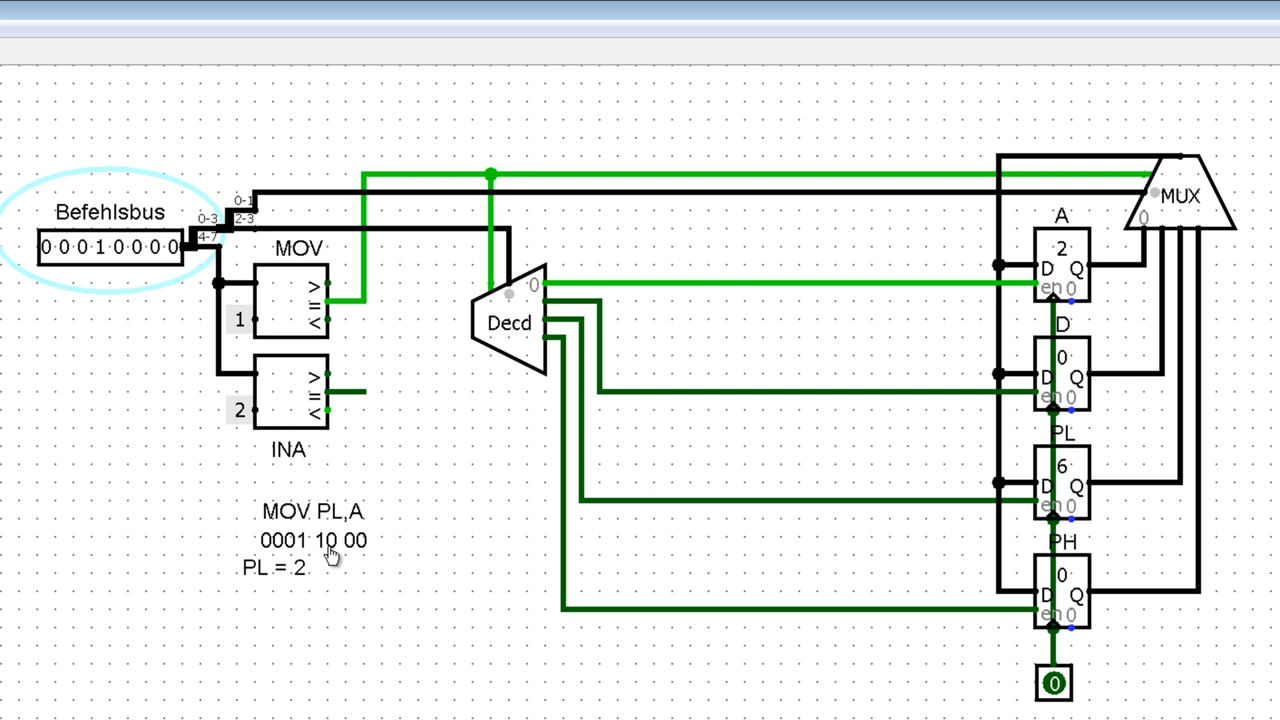 Befehlsbus
0 0 0 1 0 0 0 0
0-3
4-7
0-1
2-3
MOV
> = <
1
> = <
2
INA
MOV PL,A
0001 10 00
PL = 2
0
Decd
MUX
0
A
2
D Q
en 0
D
0
D Q
en 0
PL
6
D Q
en 0
PH
0
D Q
en 0
0